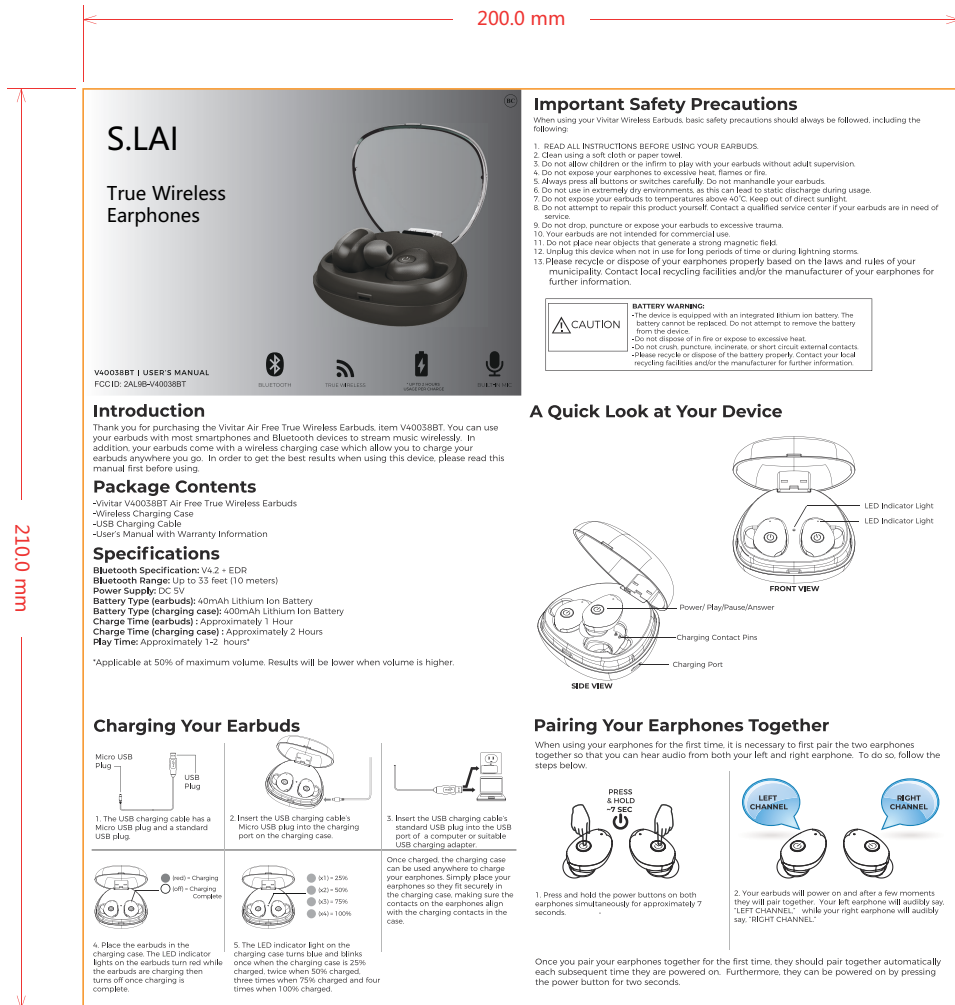 200.0 mm
210.0 mm
BC
S.LAI
True Wireless
Earphones
V40038BT | USER'S MANUAL
FCC ID: 2AL9B-V40038BT
BLUETOOTH
TRUE WIRELESS
*UP TO 2 HOURS
USAGE PER CHARGE
BUILT-IN MIC
Important Safety Precautions
When using your Vivitar Wireless Earbuds, basic safety precautions should always be followed, including the
following:
1. READ ALL INSTRUCTIONS BEFORE USING YOUR EARBUDS.
2. Clean using a soft cloth or paper towel.
3. Do not allow children or the infirm to play with your earbuds without adult supervision.
4. Do not expose your earphones to excessive heat, flames or fire.
5. Always press all buttons or switches carefully. Do not manhandle your earbuds.
6. Do not use in extremely dry environments, as this can lead to static discharge during usage.
7. Do not expose your earbuds to temperatures above 40°C. Keep out of direct sunlight.
8. Do not attempt to repair this product yourself. Contact a qualified service center if your earbuds are in need of
service.
9. Do not drop, puncture or expose your earbuds to excessive trauma.
10. Your earbuds are not intended for commercial use.
11. Do not place near objects that generate a strong magnetic field.
12. Unplug this device when not in use for long periods of time or during lightning storms.
13. Please recycle or dispose of your earphones properly based on the laws and rules of your
municipality. Contact local recycling facilities and/or the manufacturer of your earphones for
further information.
CAUTION
BATTERY WARNING:
-The device is equipped with an integrated lithium ion battery. The
battery cannot be replaced. Do not attempt to remove the battery
from the device.
-Do not dispose of in fire or expose to excessive heat.
-Do not crush, puncture, incinerate, or short circuit external contacts.
-Please recycle or dispose of the battery properly. Contact your local
recycling facilities and/or the manufacturer for further information.
Introduction
Thank you for purchasing the Vivitar Air Free True Wireless Earbuds, item V40038BT. You can use
your earbuds with most smartphones and Bluetooth devices to stream music wirelessly. In
addition, your earbuds come with a wireless charging case which allow you to charge your
earbuds anywhere you go. In order to get the best results when using this device, please read this
manual first before using.
Package Contents
-Vivitar V40038BT Air Free True Wireless Earbuds
-Wireless Charging Case
-USB Charging Cable
-User's Manual with Warranty Information
Specifications
Bluetooth Specification: V4.2 + EDR
Bluetooth Range: Up to 33 feet (10 meters)
Power Supply: DC 5V
Battery Type (earbuds): 40mAh Lithium Ion Battery
Battery Type (charging case): 400mAh Lithium Ion Battery
Charge Time (earbuds) : Approximately 1 Hour
Charge Time (charging case) : Approximately 2 Hours
Play Time: Approximately 1-2 hours*
*Applicable at 50% of maximum volume. Results will be lower when volume is higher.
A Quick Look at Your Device
LED Indicator Light
LED Indicator Light
FRONT VIEW
Power/ Play/Pause/Answer
Charging Contact Pins
Charging Port
SIDE VIEW
Charging Your Earbuds
Micro USB
Plug
USB
Plug
1. The USB charging cable has a
Micro USB plug and a standard
USB plug.
2. Insert the USB charging cable's
Micro USB plug into the charging
port on the charging case.
3. Insert the USB charging cable's
standard USB plug into the USB
port of a computer or suitable
USB charging adapter.
(red) = Charging
(off) = Charging
Complete
4. Place the earbuds in the
charging case. The LED indicator
lights on the earbuds turn red while
the earbuds are charging then
turns off once charging is
complete.
(x1) = 25%
(x2) = 50%
(x3) = 75%
(x4) = 100%
5. The LED indicator light on the
charging case turns blue and blinks
once when the charging case is 25%
charged, twice when 50% charged,
three times when 75% charged and four
times when 100% charged.
Once charged, the charging case
can be used anywhere to charge
your earphones. Simply place your
earphones so they fit securely in
the charging case, making sure the
contacts on the earphones align
with the charging contacts in the
case.
Pairing Your Earphones Together
When using your earphones for the first time, it is necessary to first pair the two earphones
together so that you can hear audio from both your left and right earphone. To do so, follow the
steps below.
PRESS
& HOLD
~7 SEC
1. Press and hold the power buttons on both
earphones simultaneously for approximately 7
seconds.
LEFT
CHANNEL
RIGHT
CHANNEL
2. Your earbuds will power on and after a few moments
they will pair together. Your left earphone will audibly say,
"LEFT CHANNEL," while your right earphone will audibly
say, "RIGHT CHANNEL."
Once you pair your earphones together for the first time, they should pair together automatically
each subsequent time they are powered on. Furthermore, they can be powered on by pressing
the power button for two seconds.